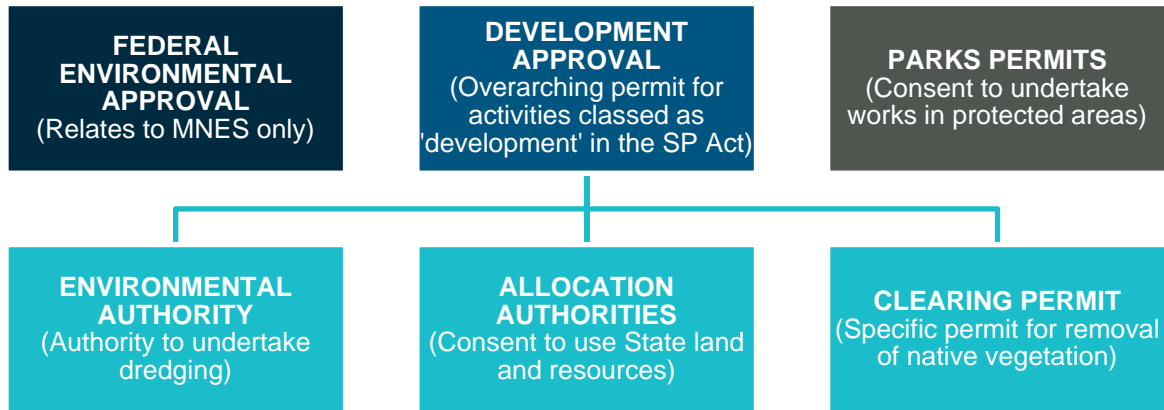 FEDERAL
ENVIRONMENTAL
APPROVAL
(Relates to MNES only)
DEVELOPMENT
APPROVAL
(Overarching permit for
activities classed as
'development' in the SP Act)
PARKS PERMITS
(Consent to undertake
works in protected areas)
ENVIRONMENTAL
AUTHORITY
(Authority to undertake
dredging)
ALLOCATION
AUTHORITIES
(Consent to use State land
and resources)
CLEARING PERMIT
(Specific permit for removal
of native vegetation)